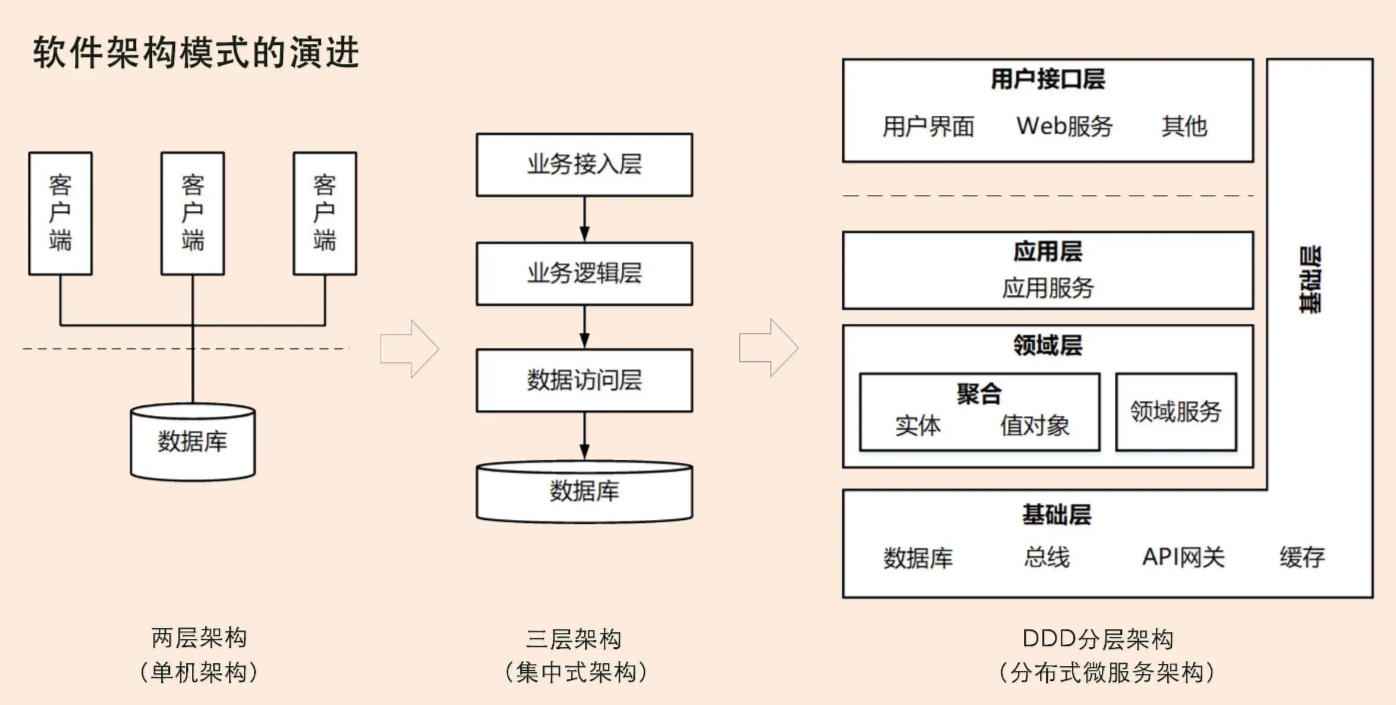 软件架构模式的演进
客户端
客户端
客户端
数据库
两层架构
（单机架构）
业务接入层
业务逻辑层
数据访问层
数据库
三层架构
（集中式架构）
用户接口层
用户界面 Web服务 其他
应用层
应用服务
领域层
聚合
实体 值对象
领域服务
基础层
基础层
数据库 总线 API网关 缓存
DDD分层架构
（分布式微服务架构）